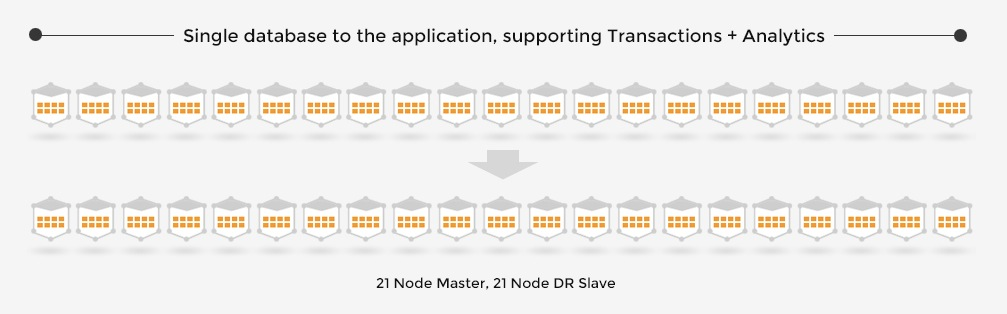 Single database to the application, supporting Transactions + Analytics
21 Node Master, 21 Node DR Slave